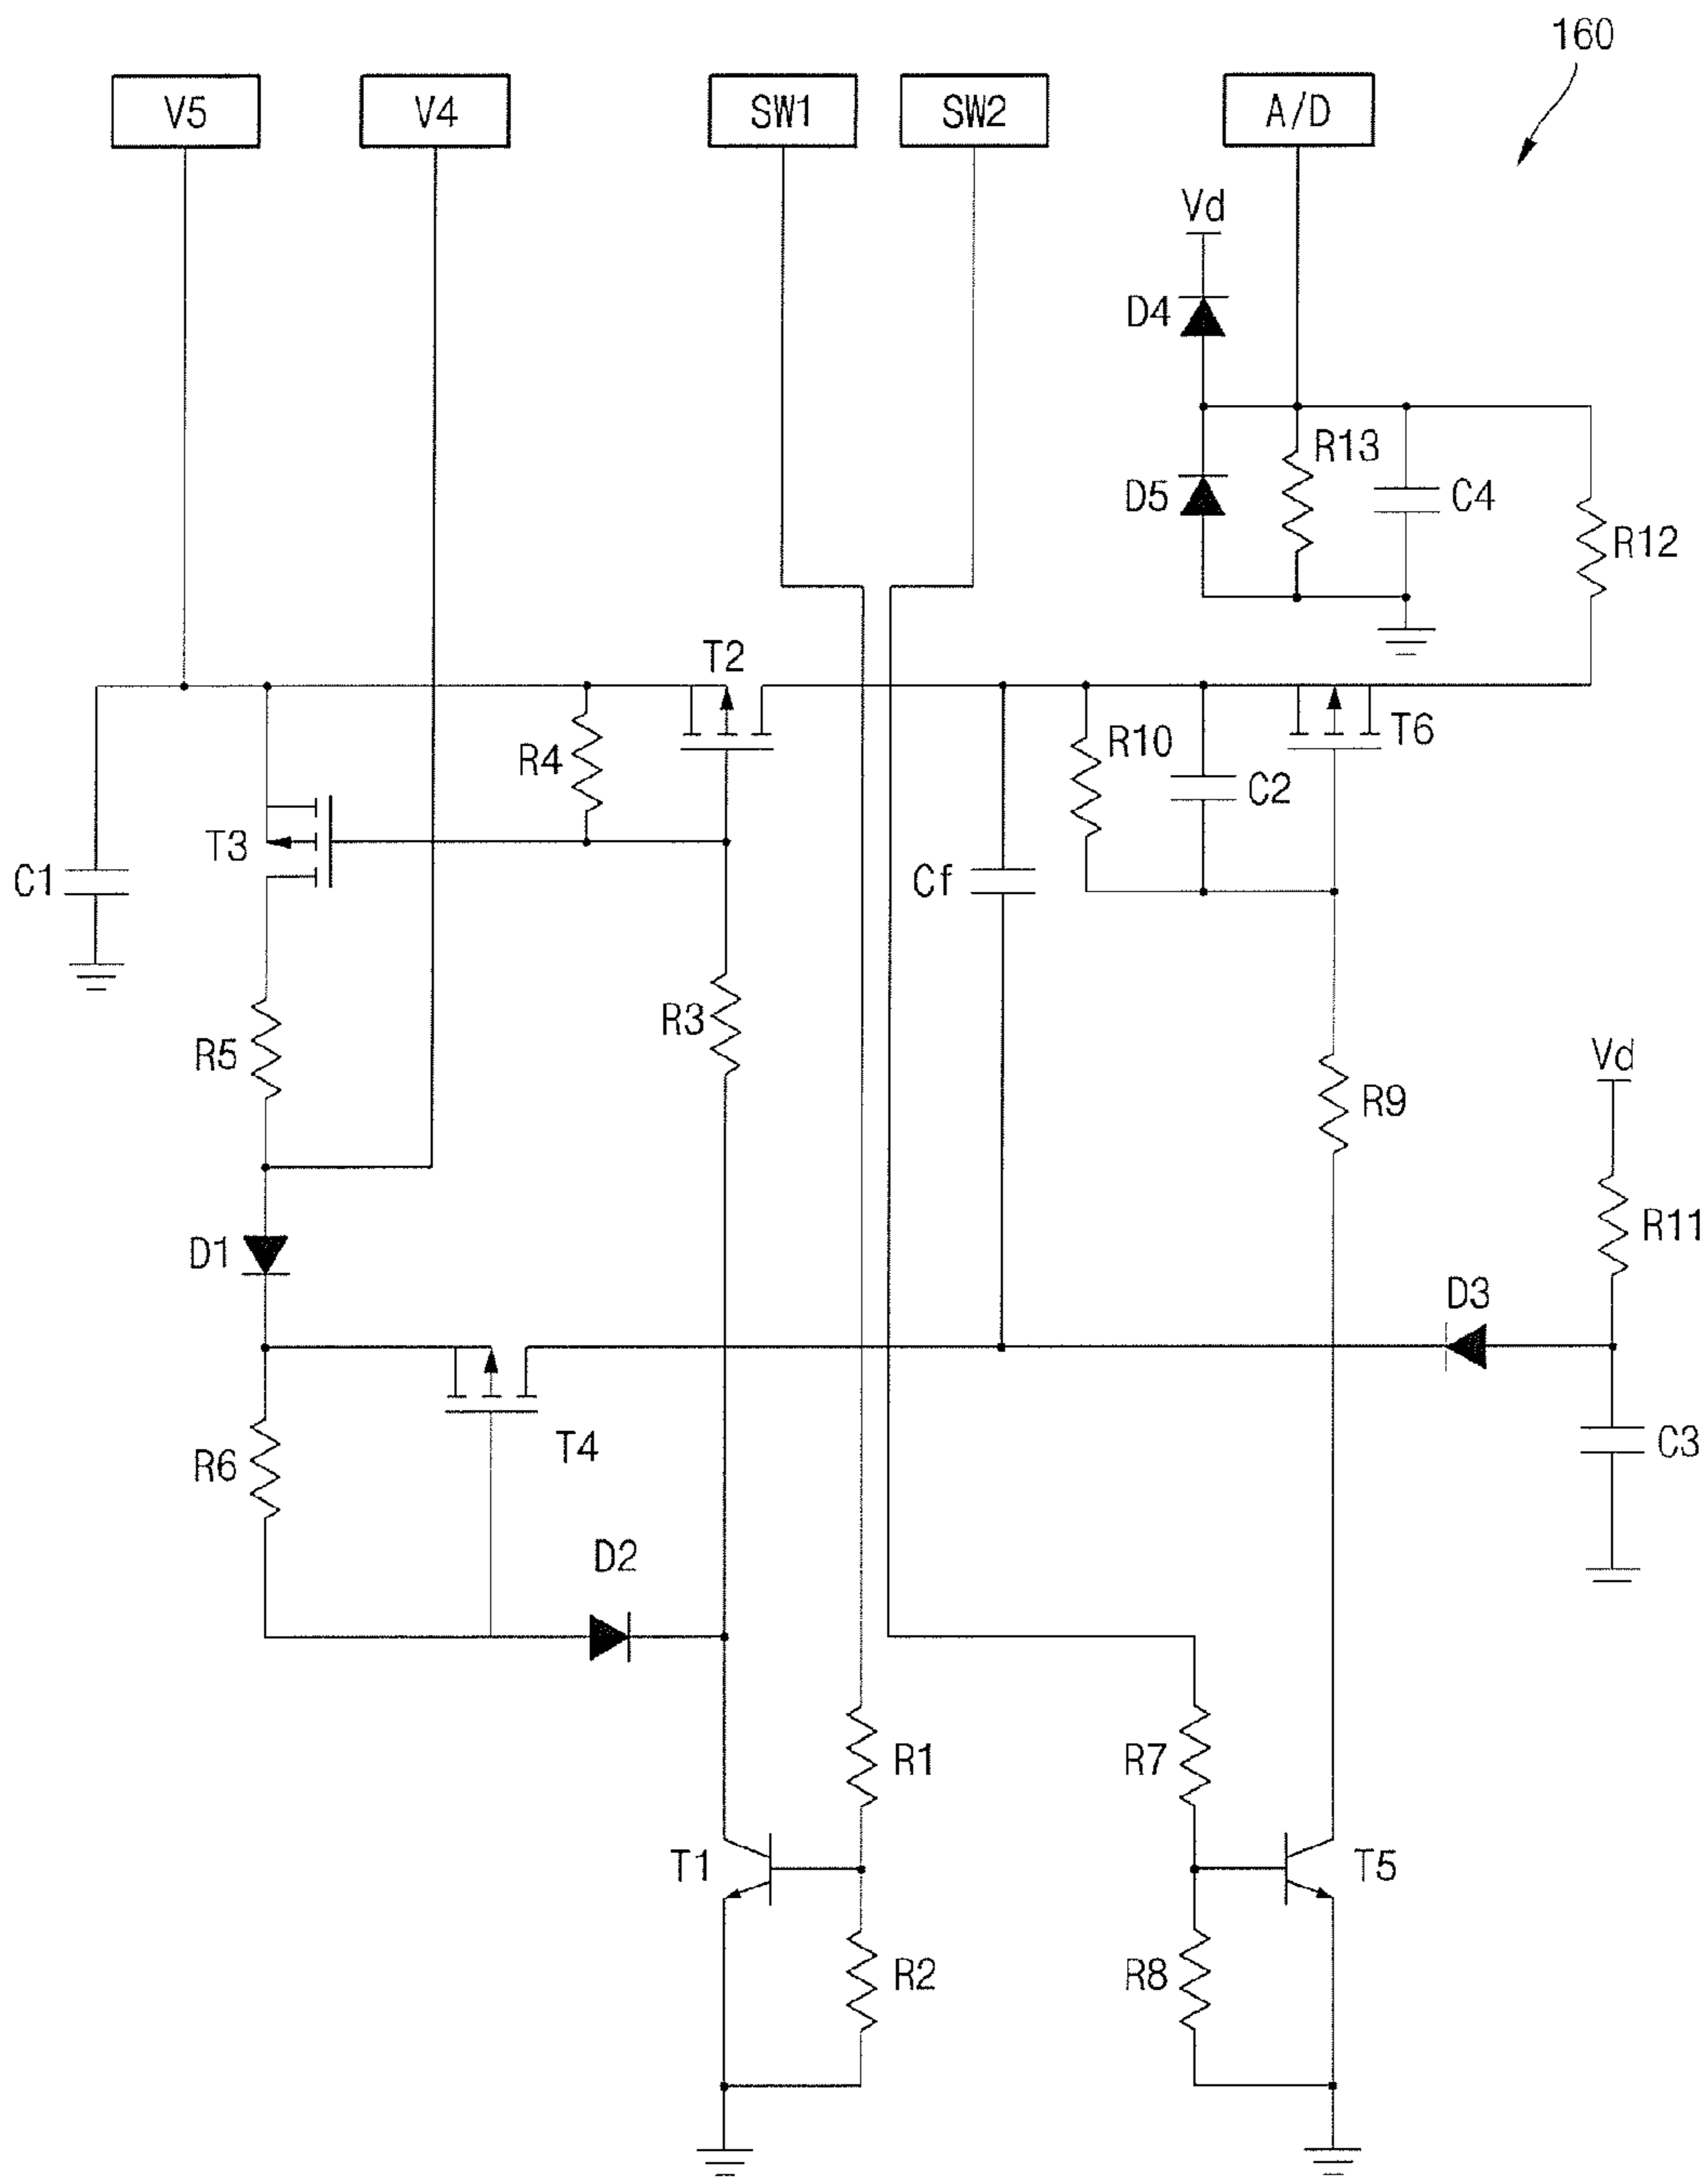 160
V5 V4 SW1 SW2 A/D
Vd
D4
R13
D5 C4
R12
T2
T6
R10
R4
C2
T3
C1 Cf
R3
R5
Vd
R9
R11
D1
D3
T4
C3
R6
D2
R1 R7
T1 T5
R2 R8